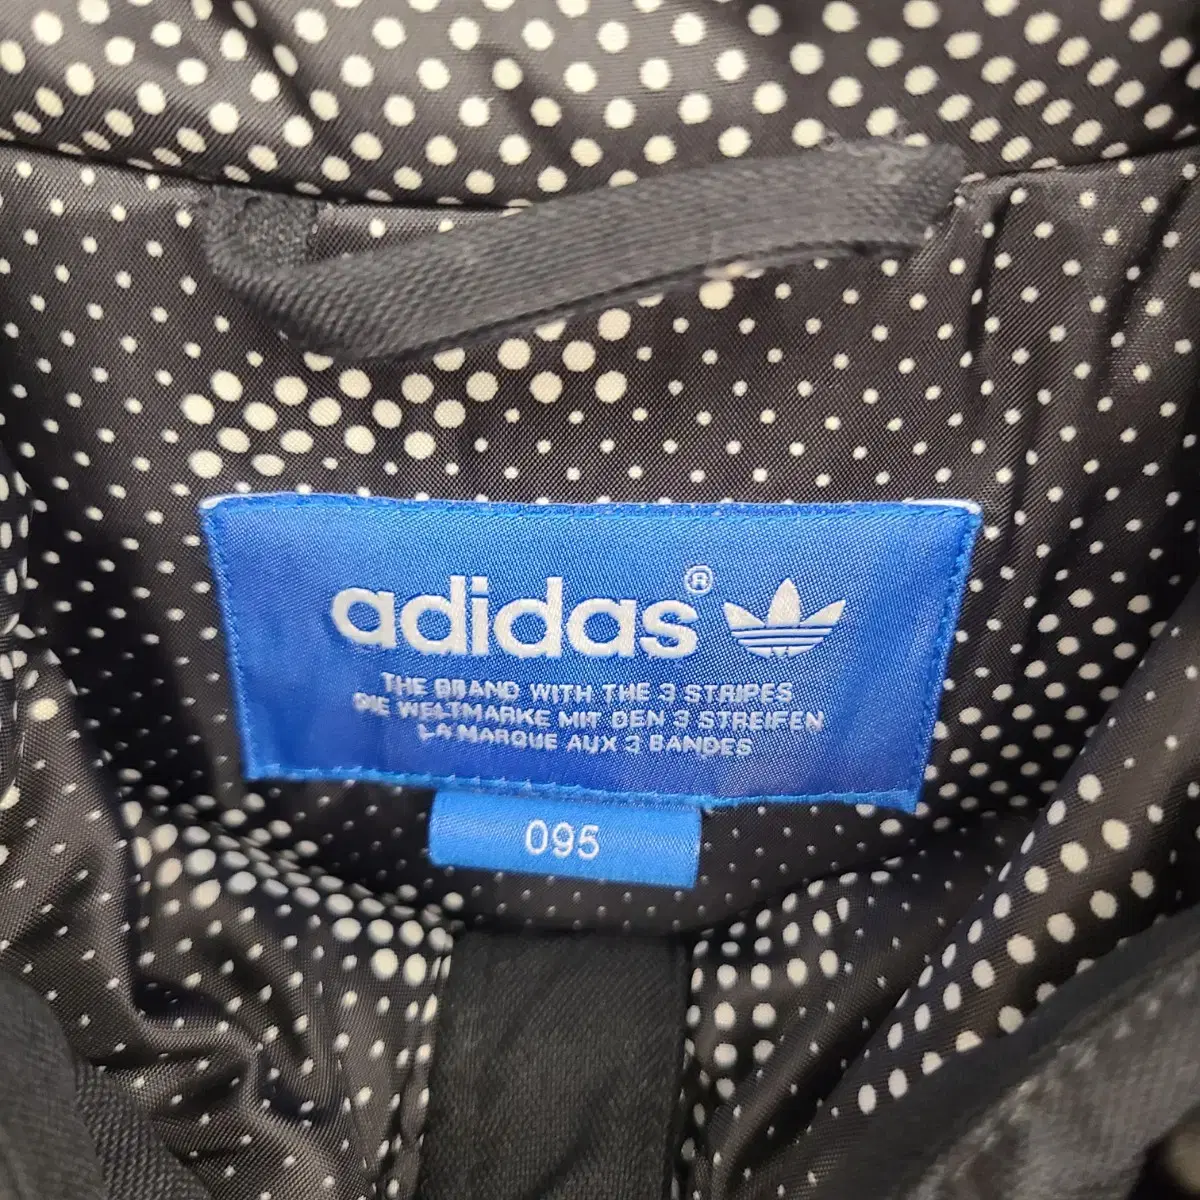 adidas®
THE BRAND WITH THE 3 STRIPES
DIE WELTMARKE MIT DEN 3 STREIFEN
LA MARQUE AUX 3 BANDES
095